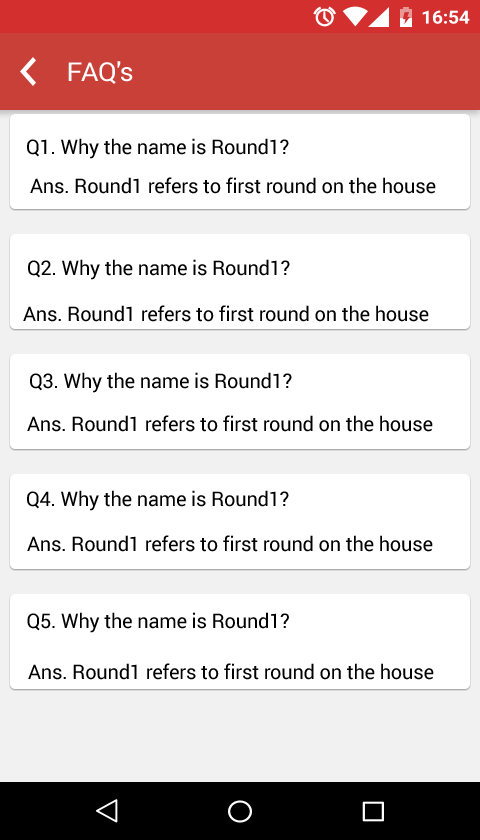 16:54
FAQ's
Q1. Why the name is Round1?
Ans. Round1 refers to first round on the house
Q2. Why the name is Round1?
Ans. Round1 refers to first round on the house
Q3. Why the name is Round1?
Ans. Round1 refers to first round on the house
Q4. Why the name is Round1?
Ans. Round1 refers to first round on the house
Q5. Why the name is Round1?
Ans. Round1 refers to first round on the house